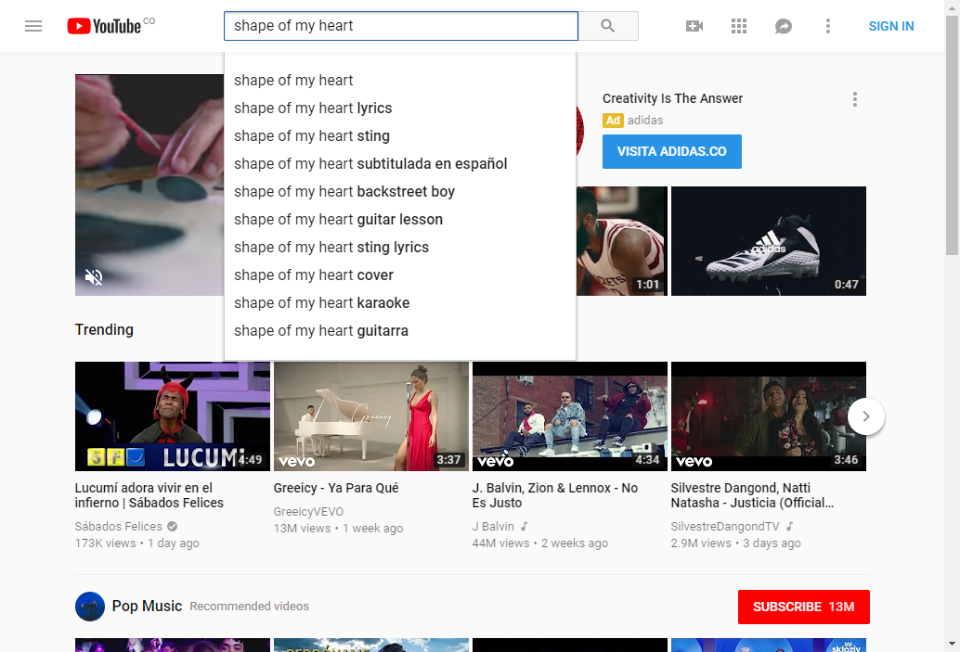 YouTube CO
shape of my heart
SIGN IN
shape of my heart
shape of my heart lyrics
shape of my heart sting
shape of my heart subtitulada en español
shape of my heart backstreet boy
shape of my heart guitar lesson
shape of my heart sting lyrics
shape of my heart cover
shape of my heart karaoke
shape of my heart guitarra
Creativity Is The Answer
Ad adidas
VISITA ADIDAS.CO
adidas
1:01
0:47
Trending
LUCUMÍ
4:49
Greeicy
vevo
3:37
vevo
4:34
vevo
3:46
Lucumí adora vivir en el
infierno | Sábados Felices
Sábados Felices
173K views • 1 day ago
Greeicy - Ya Para Qué
GreeicyVEVO
13M views • 1 week ago
J. Balvin, Zion & Lennox - No
Es Justo
J Balvin
44M views • 2 weeks ago
Silvestre Dangond, Natti
Natasha - Justicia (Official...
SilvestreDangondTV
2.9M views • 3 days ago
Pop Music Recommended videos
SUBSCRIBE 13M